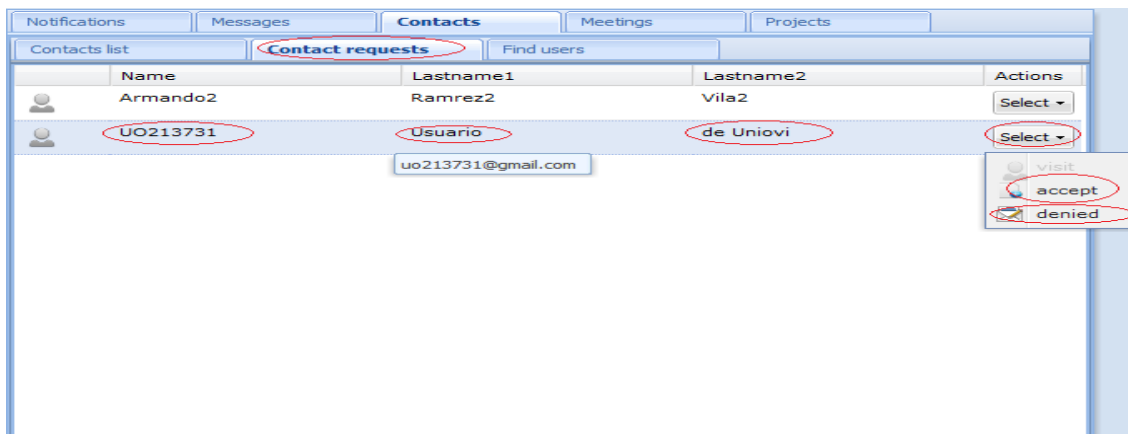 Notifications Messages Contacts Meetings Projects
Contacts list Contact requests Find users
Name Lastname1 Lastname2 Actions
Armando2 Ramrez2 Vila2 Select
UO213731 Usuario de Uniovi Select
uo213731@gmail.com
visit
accept
denied